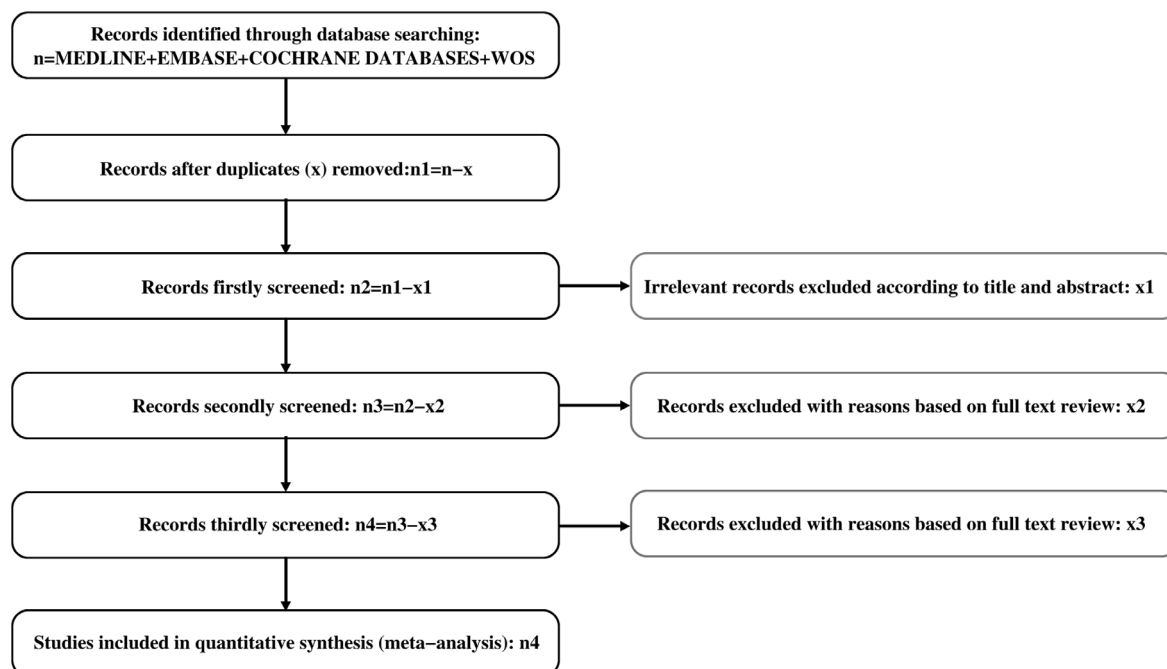 Records identified through database searching:
n=MEDLINE+EMBASE+COCHRANE DATABASES+WOS
Records after duplicates (x) removed:n1=n−x
Records firstly screened: n2=n1−x1
Irrelevant records excluded according to title and abstract: x1
Records secondly screened: n3=n2−x2
Records excluded with reasons based on full text review: x2
Records thirdly screened: n4=n3−x3
Records excluded with reasons based on full text review: x3
Studies included in quantitative synthesis (meta−analysis): n4